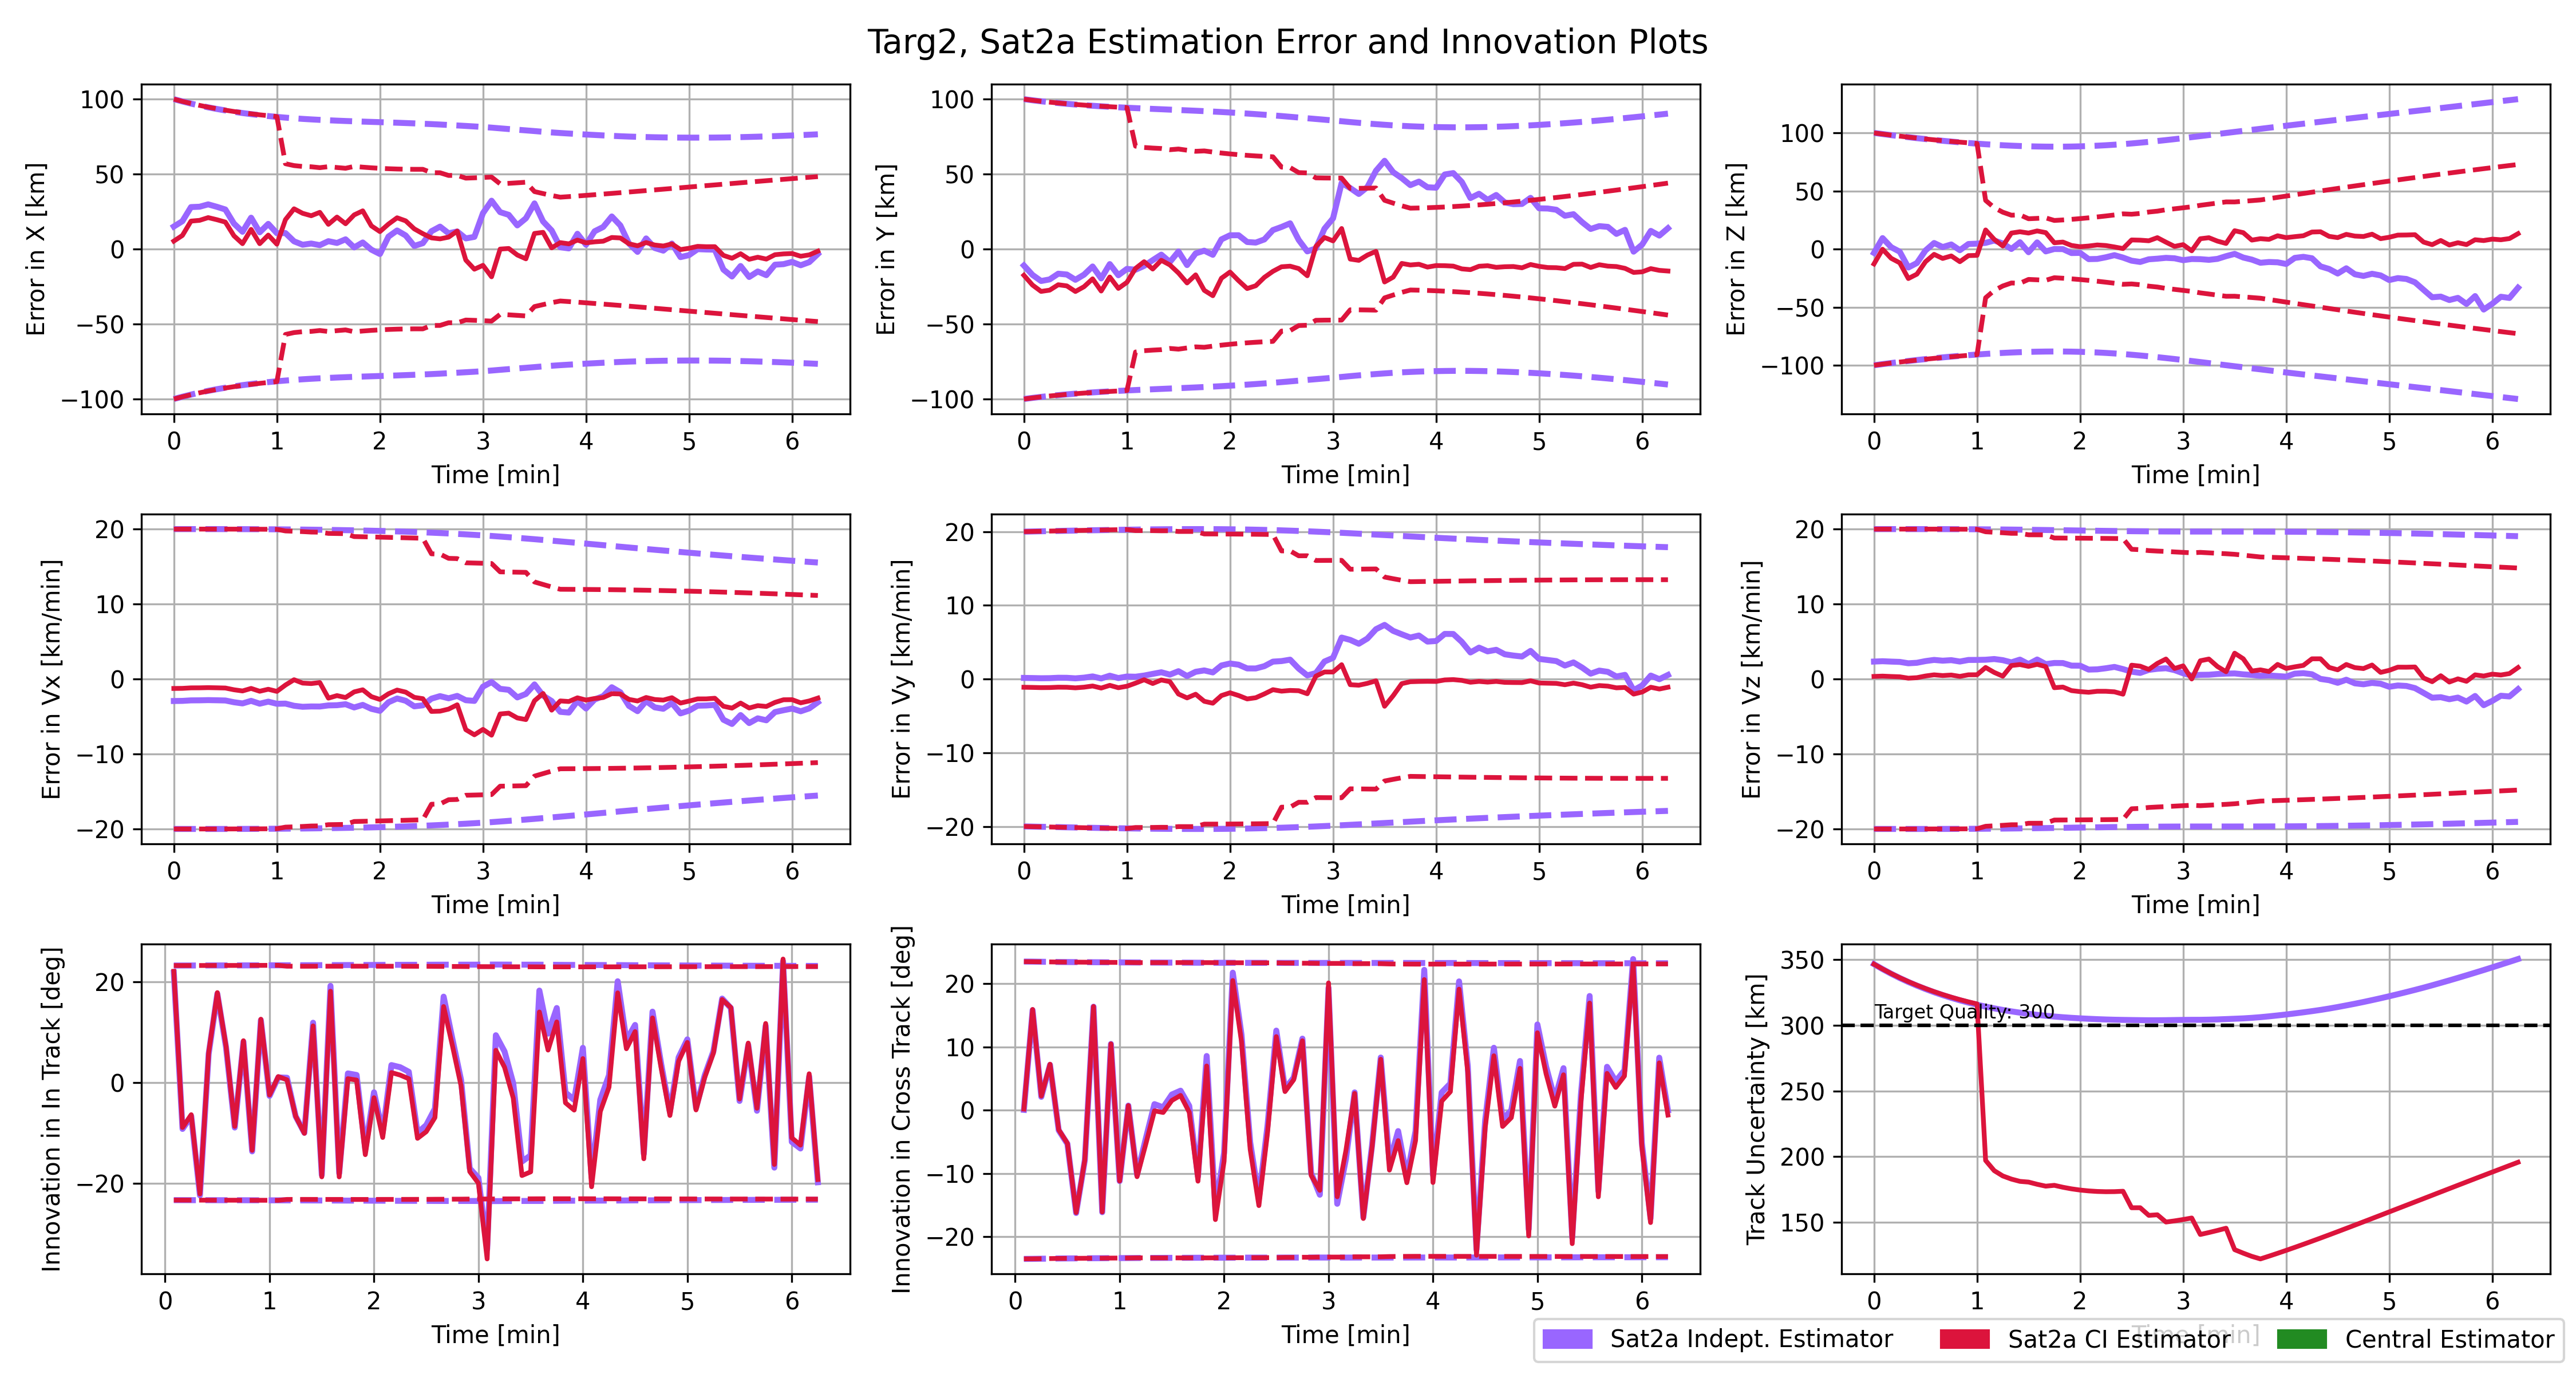 Targ2, Sat2a Estimation Error and Innovation Plots
Error in X [km]
100
50
0
−50
−100
0 1 2 3 4 5 6
Time [min]
Error in Y [km]
100
50
0
−50
−100
0 1 2 3 4 5 6
Time [min]
Error in Z [km]
100
50
0
−50
−100
0 1 2 3 4 5 6
Time [min]
Error in Vx [km/min]
20
10
0
−10
−20
0 1 2 3 4 5 6
Time [min]
Error in Vy [km/min]
20
10
0
−10
−20
0 1 2 3 4 5 6
Time [min]
Error in Vz [km/min]
20
10
0
−10
−20
0 1 2 3 4 5 6
Time [min]
Innovation in In Track [deg]
20
0
−20
0 1 2 3 4 5 6
Time [min]
Innovation in Cross Track [deg]
20
10
0
−10
−20
0 1 2 3 4 5 6
Time [min]
Track Uncertainty [km]
350
300
250
200
150
Target Quality: 300
0 1 2 3 4 5 6
Time [min]
Sat2a Indept. Estimator Sat2a CI Estimator Central Estimator